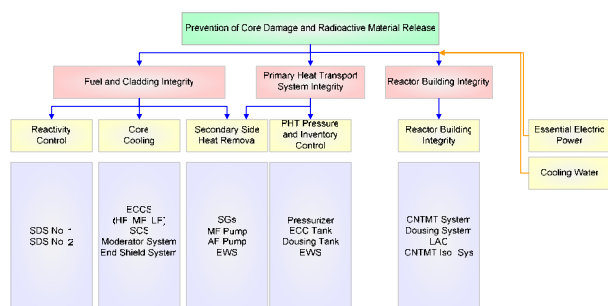 Prevention of Core Damage and Radioactive Material Release
Fuel and Cladding Integrity
Primary Heat Transport
System Integrity
Reactor Building Integrity
Reactivity
Control
Core
Cooling
Secondary Side
Heat Remova
PHT Pressure
and Inventory
Control
Reactor Building
Integrity
Essential Electric
Power
Cooling Water
SDS No. 1
SDS No. 2
ECCS
(HF, MF, LF)
SCS
Moderator System
End Shield System
SGs
MF Pump
AF Pump
EWS
Pressurizer
ECC Tank
Dousing Tank
EWS
CNTMT System
Dousing System
LAC
CNTMT Iso. Sys